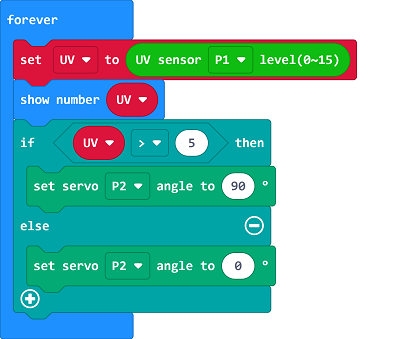 forever
set UV to UV sensor P1 level(0~15)
show number UV
if UV > 5 then
set servo P2 angle to 90 °
else
set servo P2 angle to 0 °